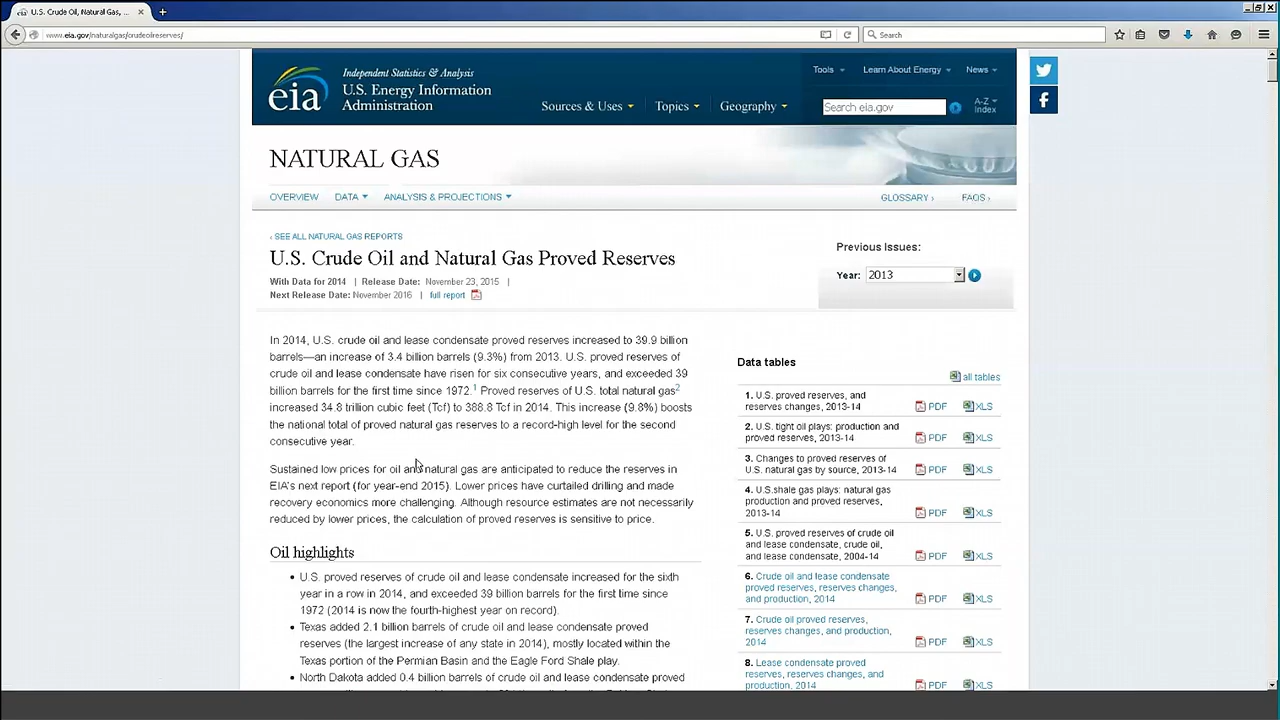 U.S. Crude Oil, Natural Gas, ...
www.eia.gov/naturalgas/crudeoilreserves/
Search
eia
Independent Statistics & Analysis
U.S. Energy Information
Administration
Tools
Learn About Energy
News
Sources & Uses
Topics
Geography
Search eia.gov
A-Z
Index
NATURAL GAS
OVERVIEW
DATA
ANALYSIS & PROJECTIONS
GLOSSARY ›
FAQS ›
‹ SEE ALL NATURAL GAS REPORTS
U.S. Crude Oil and Natural Gas Proved Reserves
With Data for 2014 | Release Date: November 23, 2015 |
Next Release Date: November 2016 | full report
Previous Issues:
Year: 2013
In 2014, U.S. crude oil and lease condensate proved reserves increased to 39.9 billion
barrels—an increase of 3.4 billion barrels (9.3%) from 2013. U.S. proved reserves of
crude oil and lease condensate have risen for six consecutive years, and exceeded 39
billion barrels for the first time since 1972.1 Proved reserves of U.S. total natural gas2
increased 34.8 trillion cubic feet (Tcf) to 388.8 Tcf in 2014. This increase (9.8%) boosts
the national total of proved natural gas reserves to a record-high level for the second
consecutive year.
Sustained low prices for oil and natural gas are anticipated to reduce the reserves in
EIA's next report (for year-end 2015). Lower prices have curtailed drilling and made
recovery economics more challenging. Although resource estimates are not necessarily
reduced by lower prices, the calculation of proved reserves is sensitive to price.
Oil highlights
• U.S. proved reserves of crude oil and lease condensate increased for the sixth
year in a row in 2014, and exceeded 39 billion barrels for the first time since
1972 (2014 is now the fourth-highest year on record).
• Texas added 2.1 billion barrels of crude oil and lease condensate proved
reserves (the largest increase of any state in 2014), mostly located within the
Texas portion of the Permian Basin and the Eagle Ford Shale play.
• North Dakota added 0.4 billion barrels of crude oil and lease condensate proved
Data tables
all tables
1. U.S. proved reserves, and
reserves changes, 2013-14
PDF XLS
2. U.S. tight oil plays: production and
proved reserves, 2013-14
PDF XLS
3. Changes to proved reserves of
U.S. natural gas by source, 2013-14
PDF XLS
4. U.S.shale gas plays: natural gas
production and proved reserves,
2013-14
PDF XLS
5. U.S. proved reserves of crude oil
and lease condensate, crude oil,
and lease condensate, 2004-14
PDF XLS
6. Crude oil and lease condensate
proved reserves, reserves changes,
and production, 2014
PDF XLS
7. Crude oil proved reserves,
reserves changes, and production,
2014
PDF XLS
8. Lease condensate proved
reserves, reserves changes, and
production, 2014
PDF XLS